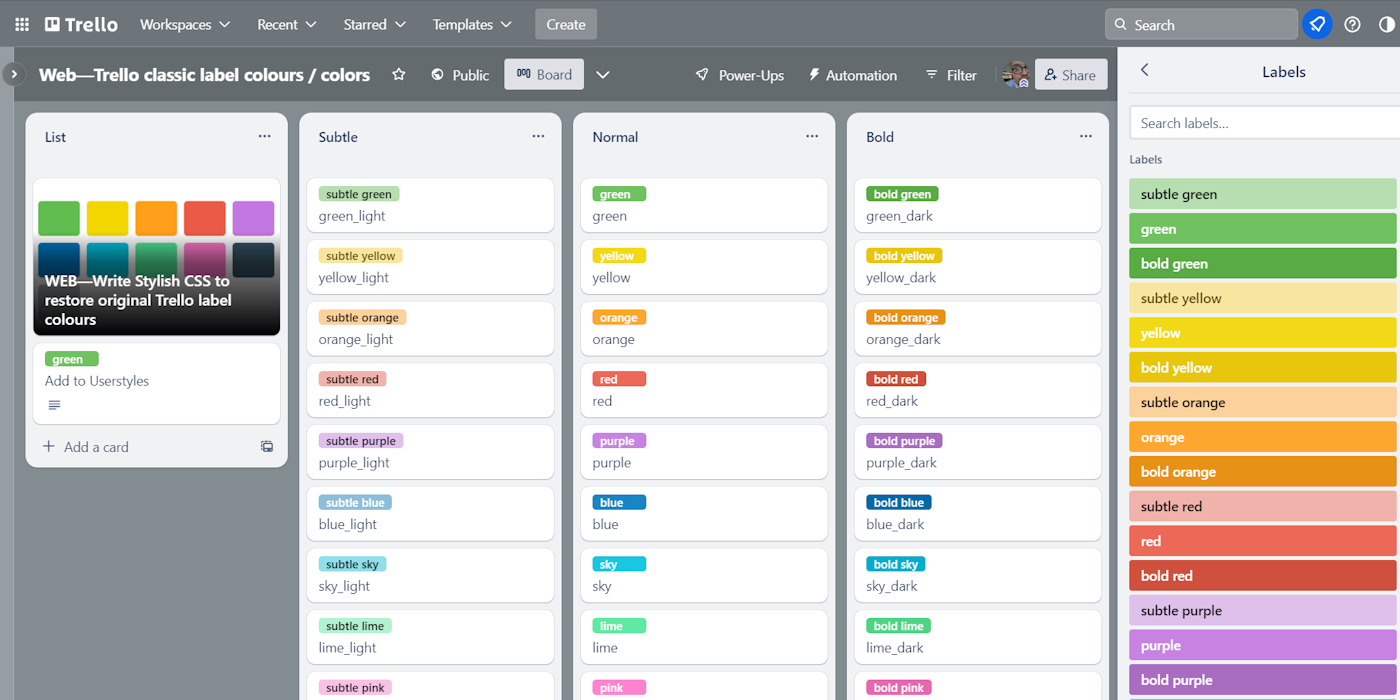 Trello
Workspaces
Recent
Starred
Templates
Create
Search
Web—Trello classic label colours / colors
Public
Board
Power-Ups
Automation
Filter
Share
List
WEB—Write Stylish CSS to
restore original Trello label
colours
green
Add to Userstyles
Add a card
Subtle
subtle green
green_light
subtle yellow
yellow_light
subtle orange
orange_light
subtle red
red_light
subtle purple
purple_light
subtle blue
blue_light
subtle sky
sky_light
subtle lime
lime_light
subtle pink
Normal
green
green
yellow
yellow
orange
orange
red
red
purple
purple
blue
blue
sky
sky
lime
lime
pink
Bold
bold green
green_dark
bold yellow
yellow_dark
bold orange
orange_dark
bold red
red_dark
bold purple
purple_dark
bold blue
blue_dark
bold sky
sky_dark
bold lime
lime_dark
bold pink
Labels
Search labels...
Labels
subtle green
green
bold green
subtle yellow
yellow
bold yellow
subtle orange
orange
bold orange
subtle red
red
bold red
subtle purple
purple
bold purple